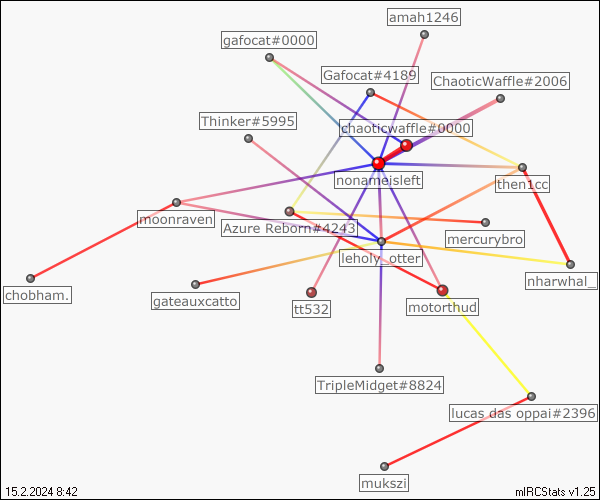 amah1246
gafocat#0000
Gafocat#4189
ChaoticWaffle#2006
Thinker#5995
chaoticwaffle#0000
nonameisleft
then1cc
moonraven
Azure Reborn#4243
mercurybro
leholy_otter
nharwhal_
chobham.
gateauxcatto
tt532
motorthud
TripleMidget#8824
lucas das oppai#2396
mukszi
15.2.2024 8:42
mIRCStats v1.25